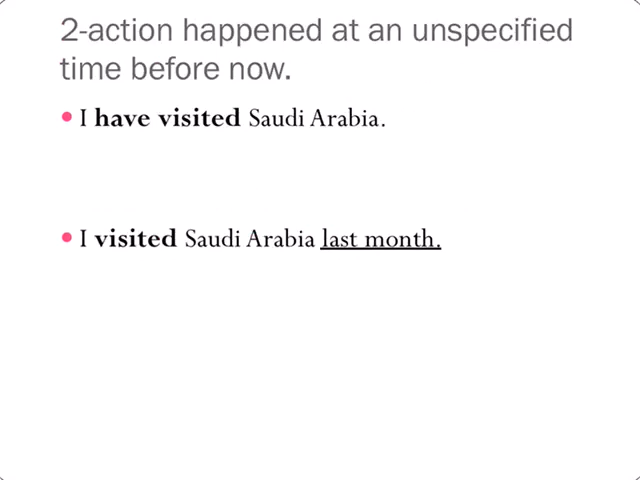 2-action happened at an unspecified
time before now.
• I have visited Saudi Arabia.
• I visited Saudi Arabia last month.